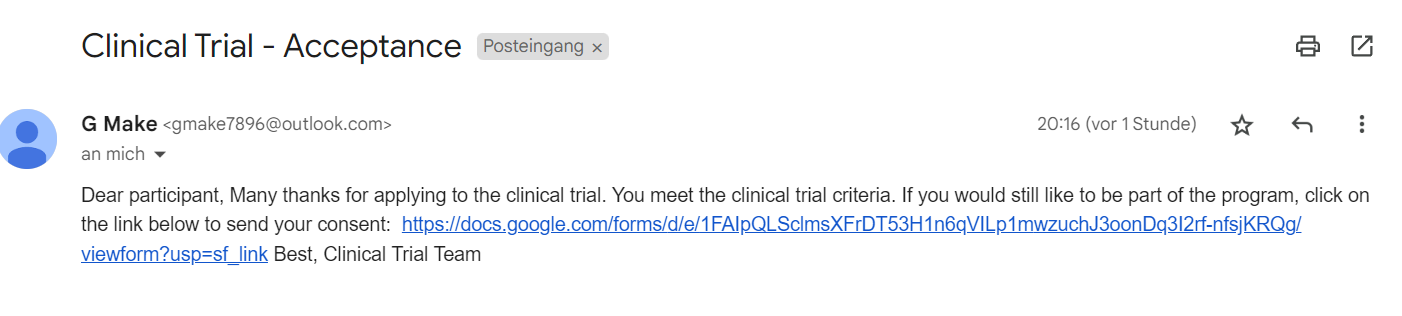 Clinical Trial - Acceptance Posteingang ×
G Make <gmake7896@outlook.com> 20:16 (vor 1 Stunde)
an mich
Dear participant, Many thanks for applying to the clinical trial. You meet the clinical trial criteria. If you would still like to be part of the program, click on
the link below to send your consent: https://docs.google.com/forms/d/e/1FAIpQLSclmsXFrDT53H1n6qVILp1mwzuchJ3oonDq3I2rf-nfsjKRQg/
viewform?usp=sf_link Best, Clinical Trial Team